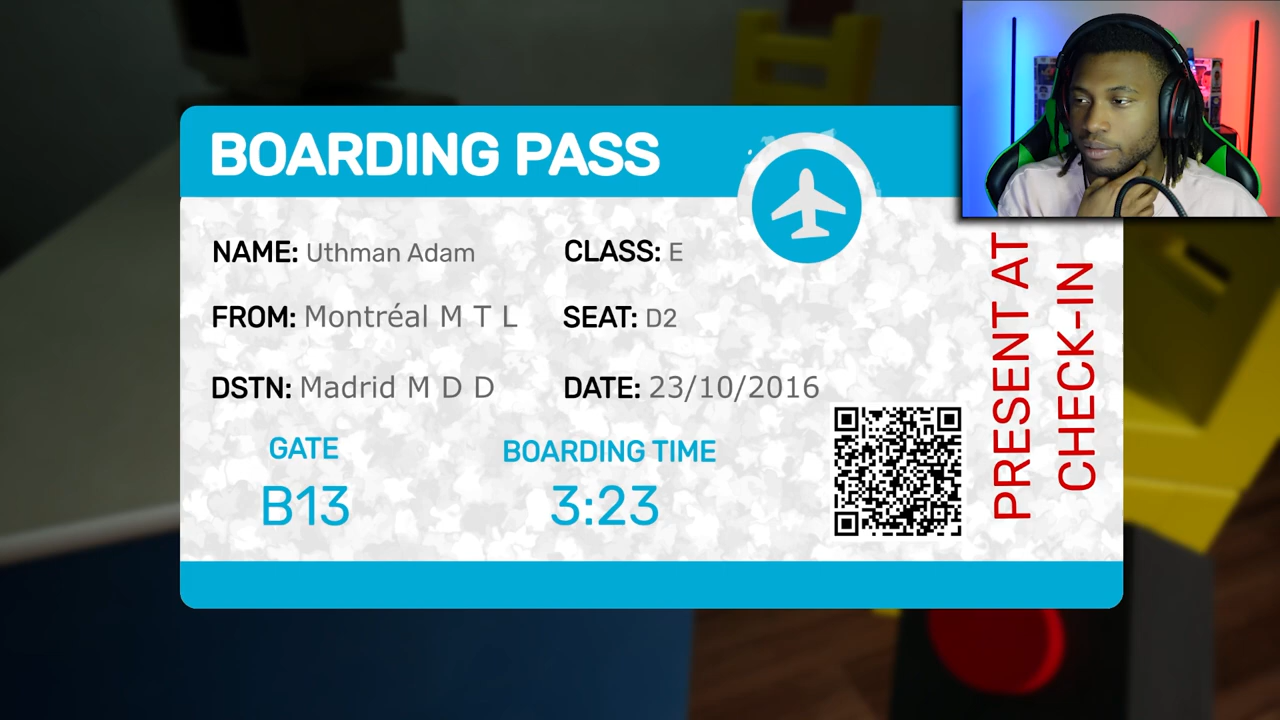 BOARDING PASS
NAME: Uthman Adam
CLASS: E
FROM: Montréal M T L
SEAT: D2
DSTN: Madrid M D D
DATE: 23/10/2016
GATE
B13
BOARDING TIME
3:23
PRESENT AT
CHECK-IN